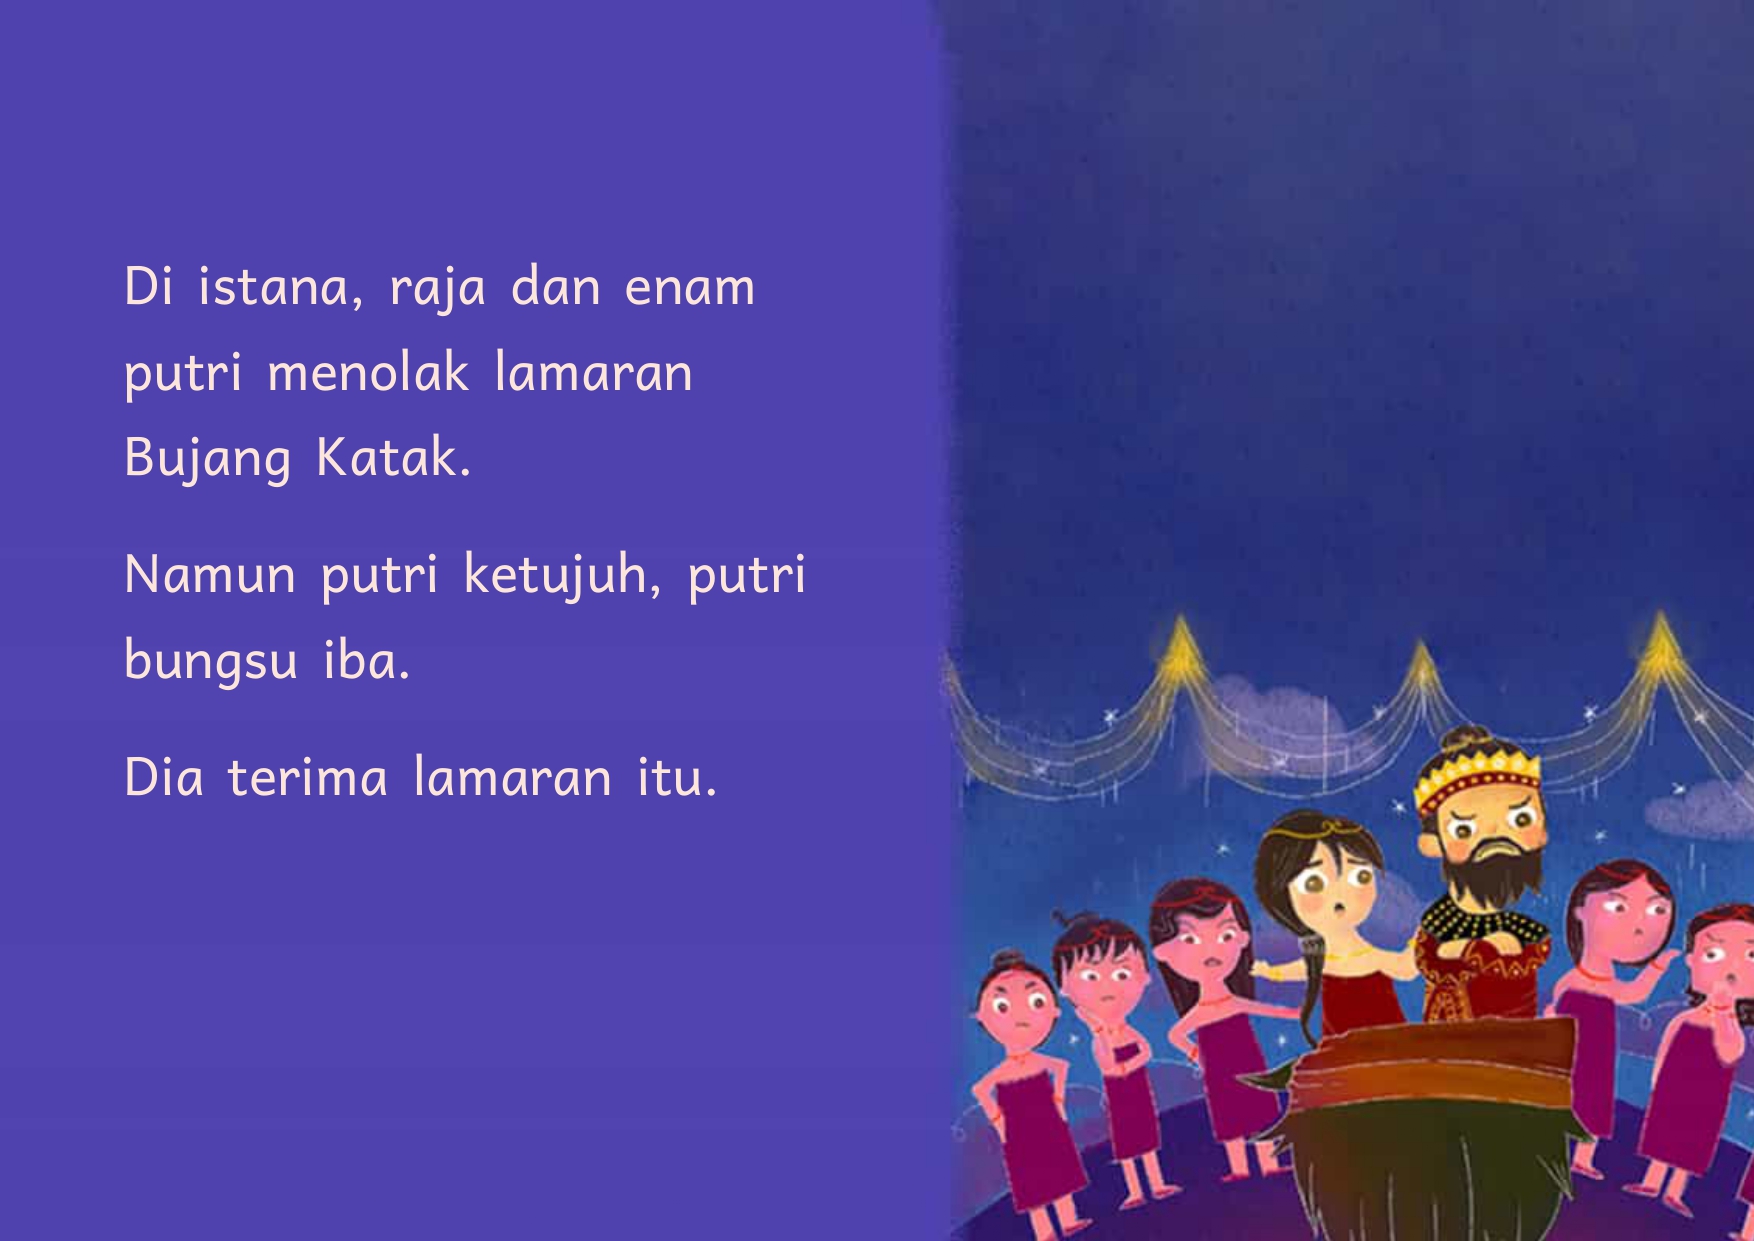 Di istana, raja dan enam
putri menolak lamaran
Bujang Katak.
Namun putri ketujuh, putri
bungsu iba.
Dia terima lamaran itu.